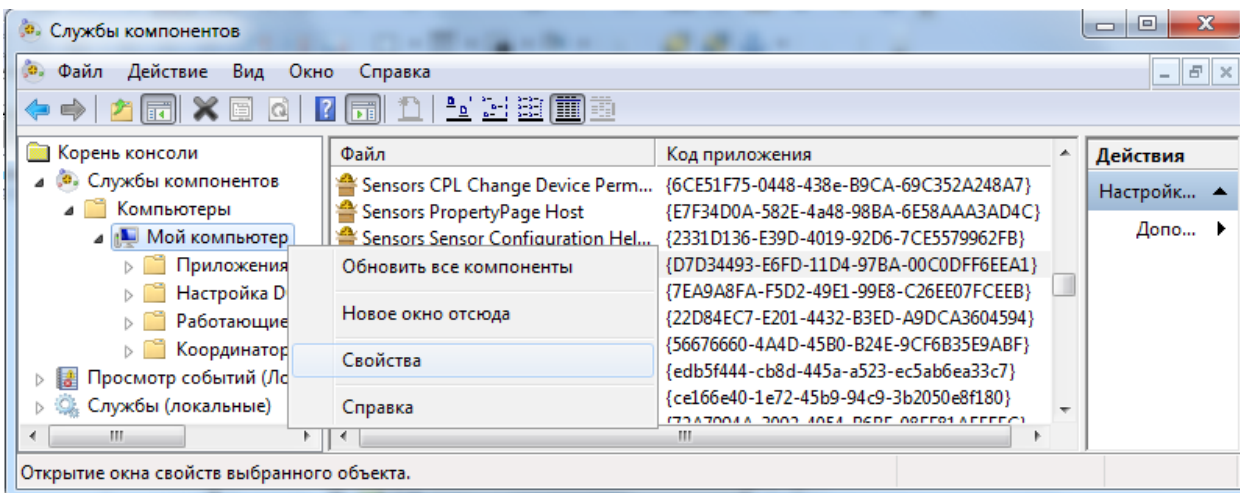 Службы компонентов
Файл Действие Вид Окно Справка
Корень консоли
Службы компонентов
Компьютеры
Мой компьютер
Приложения
Настройка D
Работающие
Координатор
Просмотр событий (Ло
Службы (локальные)
Файл Код приложения
Sensors CPL Change Device Perm... {6CE51F75-0448-438e-B9CA-69C352A248A7}
Sensors PropertyPage Host {E7F34D0A-582E-4a48-98BA-6E58AAA3AD4C}
Sensors Sensor Configuration Hel... {2331D136-E39D-4019-92D6-7CE5579962FB}
{D7D34493-E6FD-11D4-97BA-00C0DFF6EEA1}
{7EA9A8FA-F5D2-49E1-99E8-C26EE07FCEEB}
{22D84EC7-E201-4432-B3ED-A9DCA3604594}
{56676660-4A4D-45B0-B24E-9CF6B35E9ABF}
{edb5f444-cb8d-445a-a523-ec5ab6ea33c7}
{ce166e40-1e72-45b9-94c9-3b2050e8f180}
Обновить все компоненты
Новое окно отсюда
Свойства
Справка
Действия
Настройк...
Допо...
Открытие окна свойств выбранного объекта.